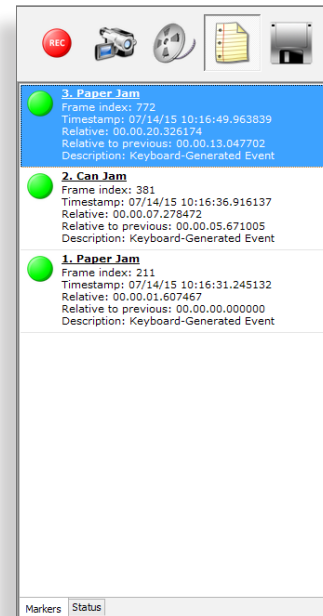 REC
3. Paper Jam
Frame index: 772
Timestamp: 07/14/15 10:16:49.963839
Relative: 00.00.20.326174
Relative to previous: 00.00.13.047702
Description: Keyboard-Generated Event
2. Can Jam
Frame index: 381
Timestamp: 07/14/15 10:16:36.916137
Relative: 00.00.07.278472
Relative to previous: 00.00.05.671005
Description: Keyboard-Generated Event
1. Paper Jam
Frame index: 211
Timestamp: 07/14/15 10:16:31.245132
Relative: 00.00.01.607467
Relative to previous: 00.00.00.000000
Description: Keyboard-Generated Event
Markers Status